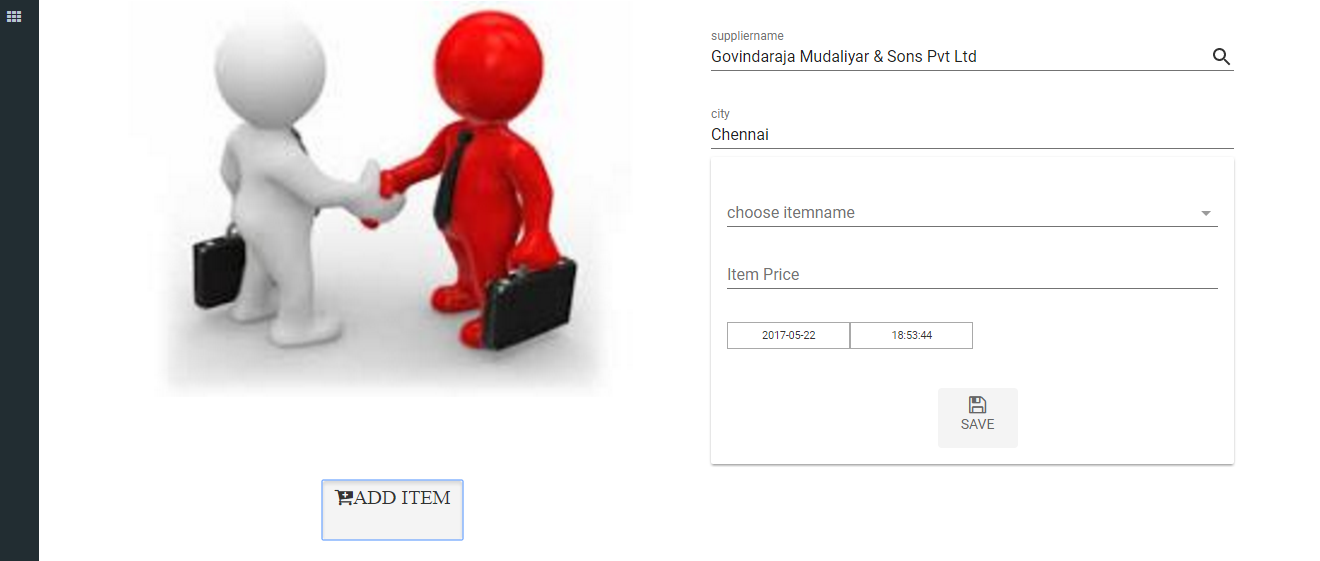 suppliername
Govindaraja Mudaliyar & Sons Pvt Ltd
city
Chennai
choose itemname
Item Price
2017-05-22 18:53:44
SAVE
ADD ITEM